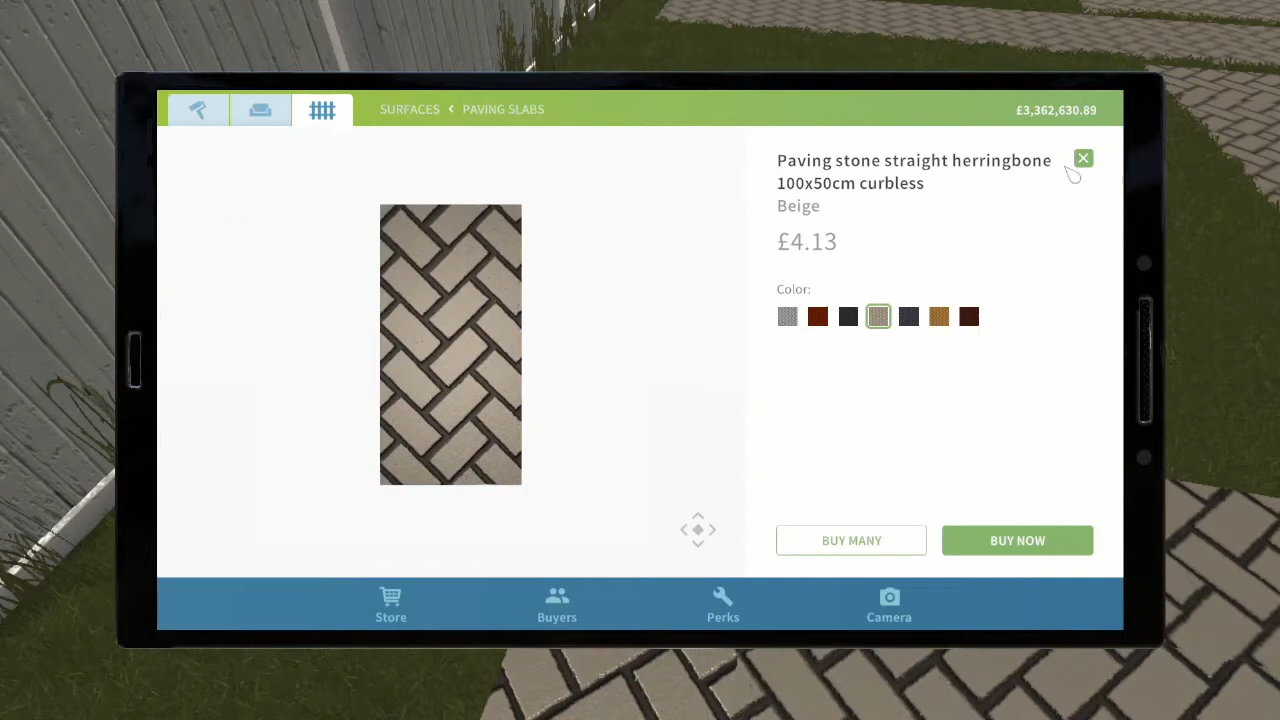 SURFACES < PAVING SLABS
£3,362,630.89
Paving stone straight herringbone
100x50cm curbless
Beige
£4.13
Color:
BUY MANY
BUY NOW
Store
Buyers
Perks
Camera